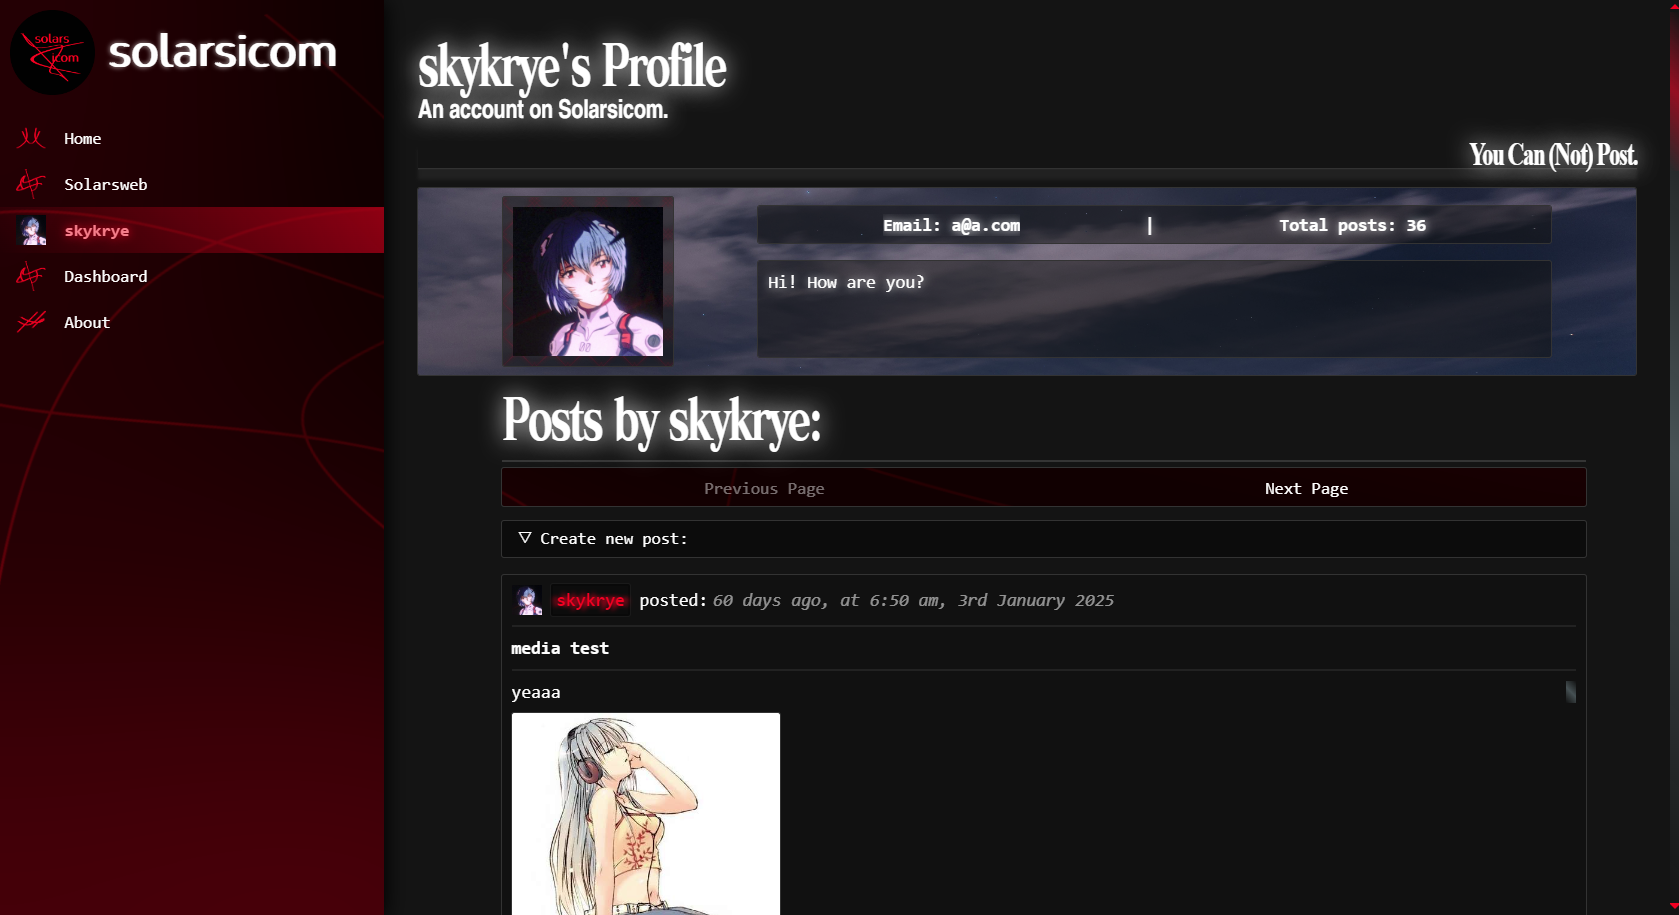 solars
icom
solarsicom
Home
Solarsweb
skykrye
Dashboard
About
skykrye's Profile
An account on Solarsicom.
You Can (Not) Post.
Email: a@a.com | Total posts: 36
Hi! How are you?
Posts by skykrye:
Previous Page Next Page
▽ Create new post:
skykrye posted: 60 days ago, at 6:50 am, 3rd January 2025
media test
yeaaa